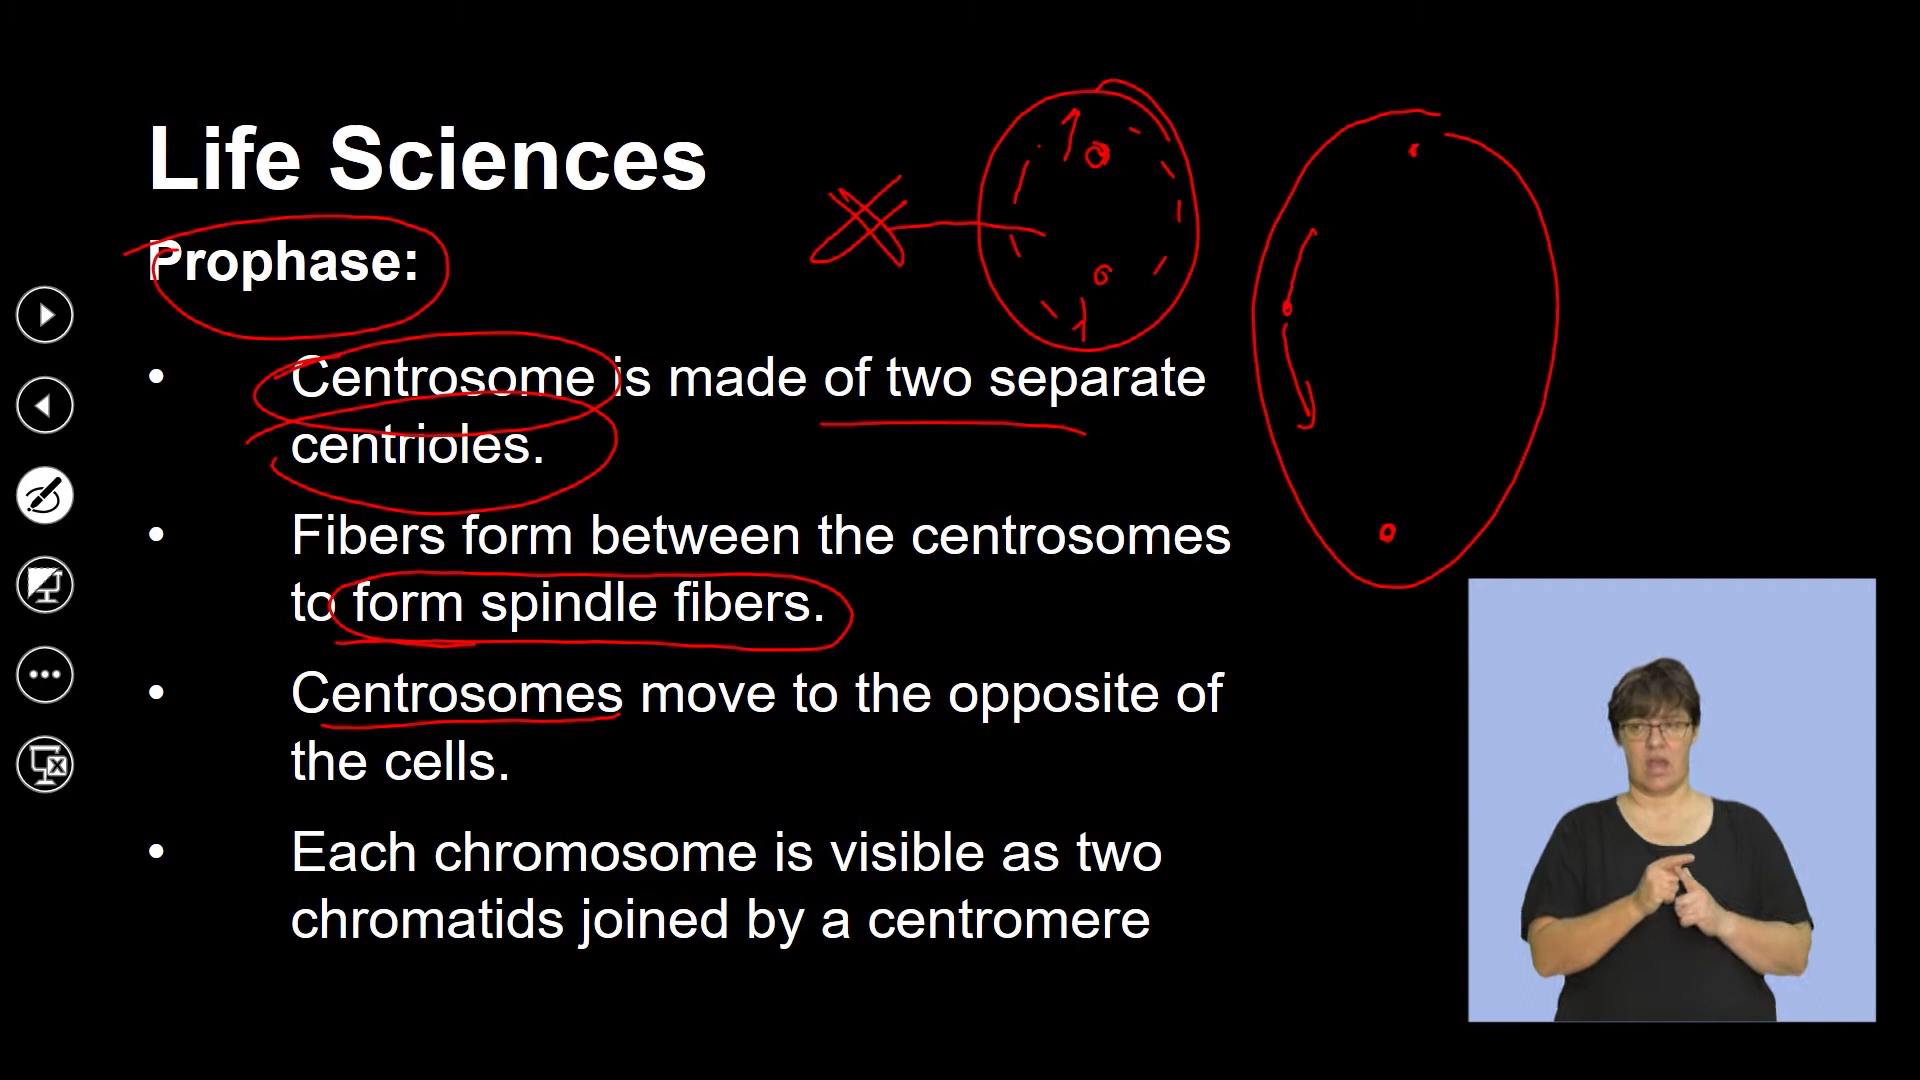 Life Sciences
Prophase:
• Centrosome is made of two separate
centrioles.
• Fibers form between the centrosomes
to form spindle fibers.
• Centrosomes move to the opposite of
the cells.
• Each chromosome is visible as two
chromatids joined by a centromere